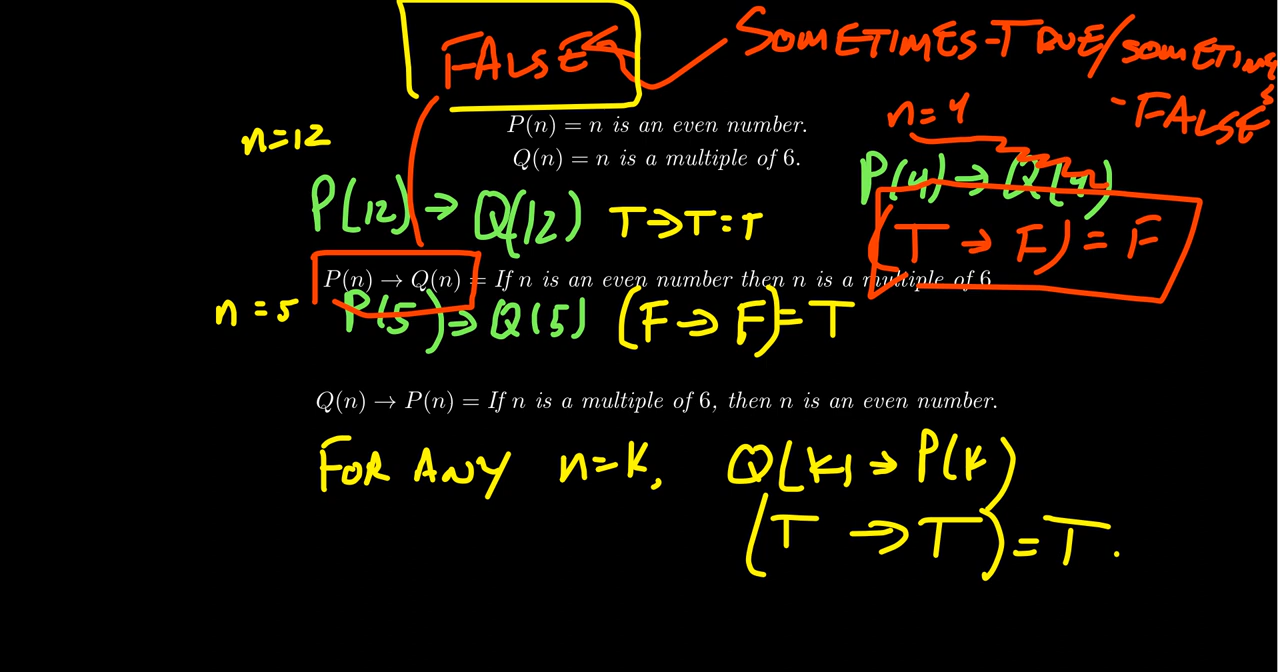 FALSE SOMETIMES-TRUE/SOMETIMES
-FALSE
n=4
P(n) = n is an even number.
n=12
Q(n) = n is a multiple of 6.
P(4) → Q(4)
P(12) → Q(12) T→T=T
(T → F) = F
P(n) → Q(n) = If n is an even number then n is a multiple of 6
n=5 P(5) → Q(5) (F → F)=T
Q(n) → P(n) = If n is a multiple of 6, then n is an even number.
FOR ANY n=K, Q(K) → P(K)
(T → T) = T.